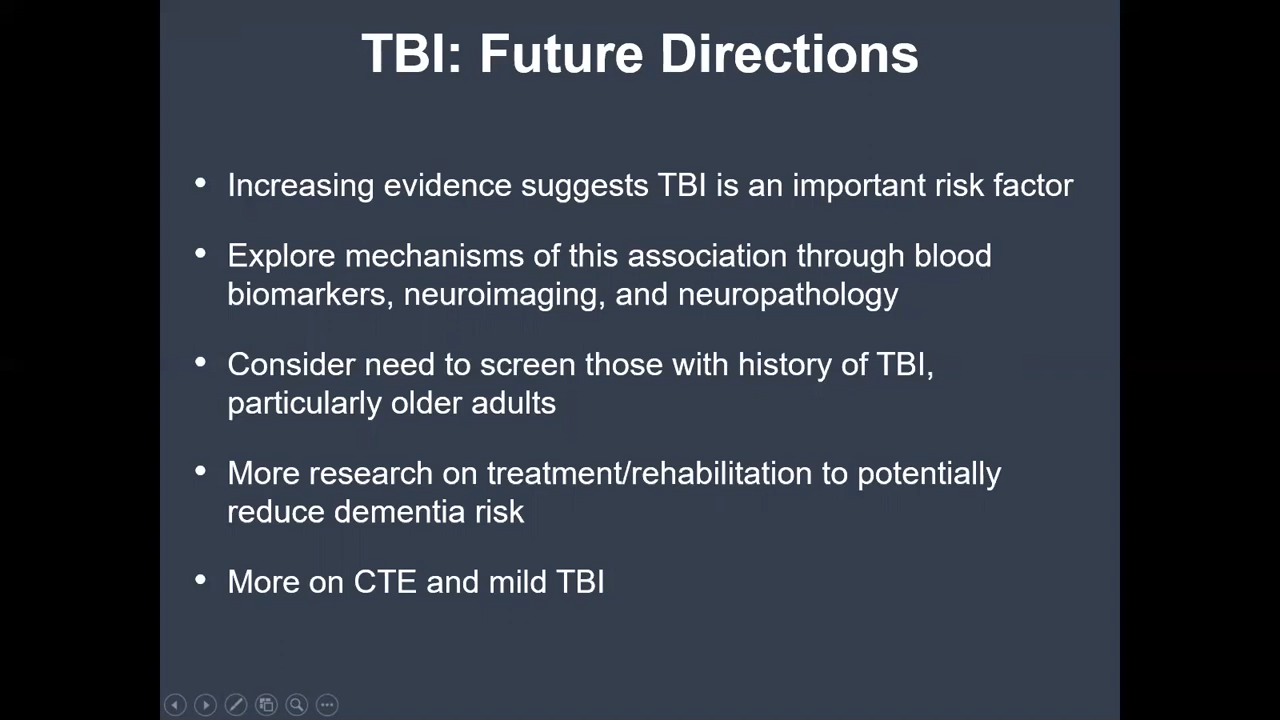 TBI: Future Directions
• Increasing evidence suggests TBI is an important risk factor
• Explore mechanisms of this association through blood
biomarkers, neuroimaging, and neuropathology
• Consider need to screen those with history of TBI,
particularly older adults
• More research on treatment/rehabilitation to potentially
reduce dementia risk
• More on CTE and mild TBI